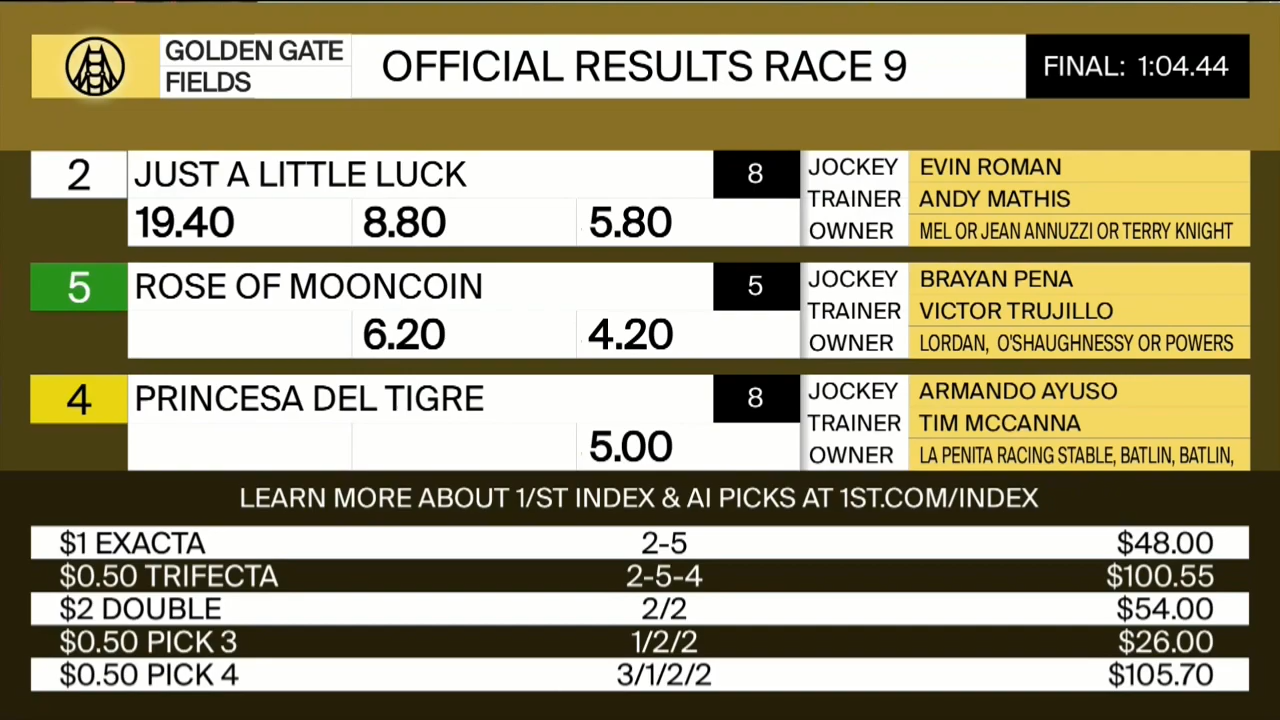 GOLDEN GATE
FIELDS
OFFICIAL RESULTS RACE 9
FINAL: 1:04.44
2 JUST A LITTLE LUCK 8
19.40 8.80 5.80
JOCKEY EVIN ROMAN
TRAINER ANDY MATHIS
OWNER MEL OR JEAN ANNUZZI OR TERRY KNIGHT
5 ROSE OF MOONCOIN 5
6.20 4.20
JOCKEY BRAYAN PENA
TRAINER VICTOR TRUJILLO
OWNER LORDAN, O'SHAUGHNESSY OR POWERS
4 PRINCESA DEL TIGRE 8
5.00
JOCKEY ARMANDO AYUSO
TRAINER TIM MCCANNA
OWNER LA PENITA RACING STABLE, BATLIN, BATLIN,
LEARN MORE ABOUT 1/ST INDEX & AI PICKS AT 1ST.COM/INDEX
$1 EXACTA 2-5 $48.00
$0.50 TRIFECTA 2-5-4 $100.55
$2 DOUBLE 2/2 $54.00
$0.50 PICK 3 1/2/2 $26.00
$0.50 PICK 4 3/1/2/2 $105.70